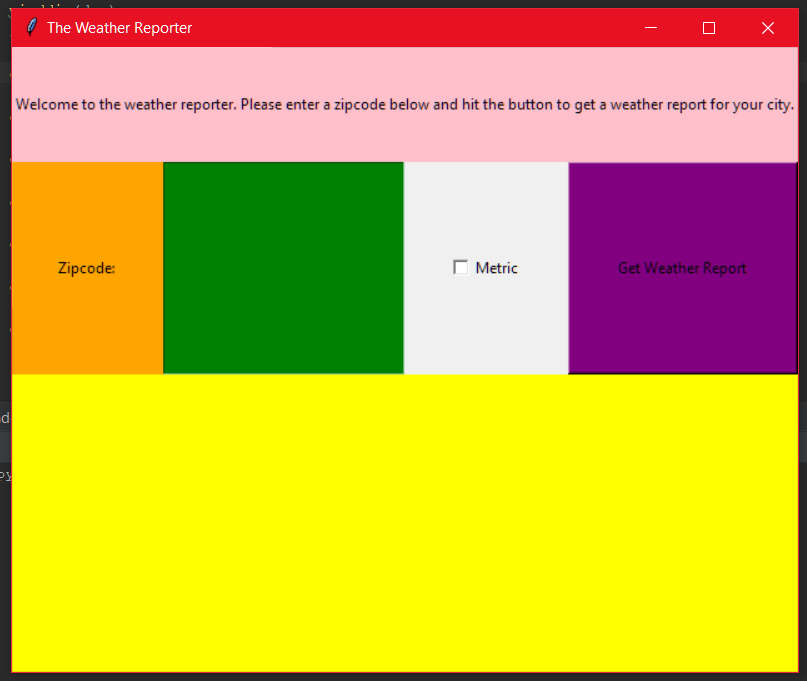 The Weather Reporter
Welcome to the weather reporter. Please enter a zipcode below and hit the button to get a weather report for your city.
Zipcode:
Metric
Get Weather Report